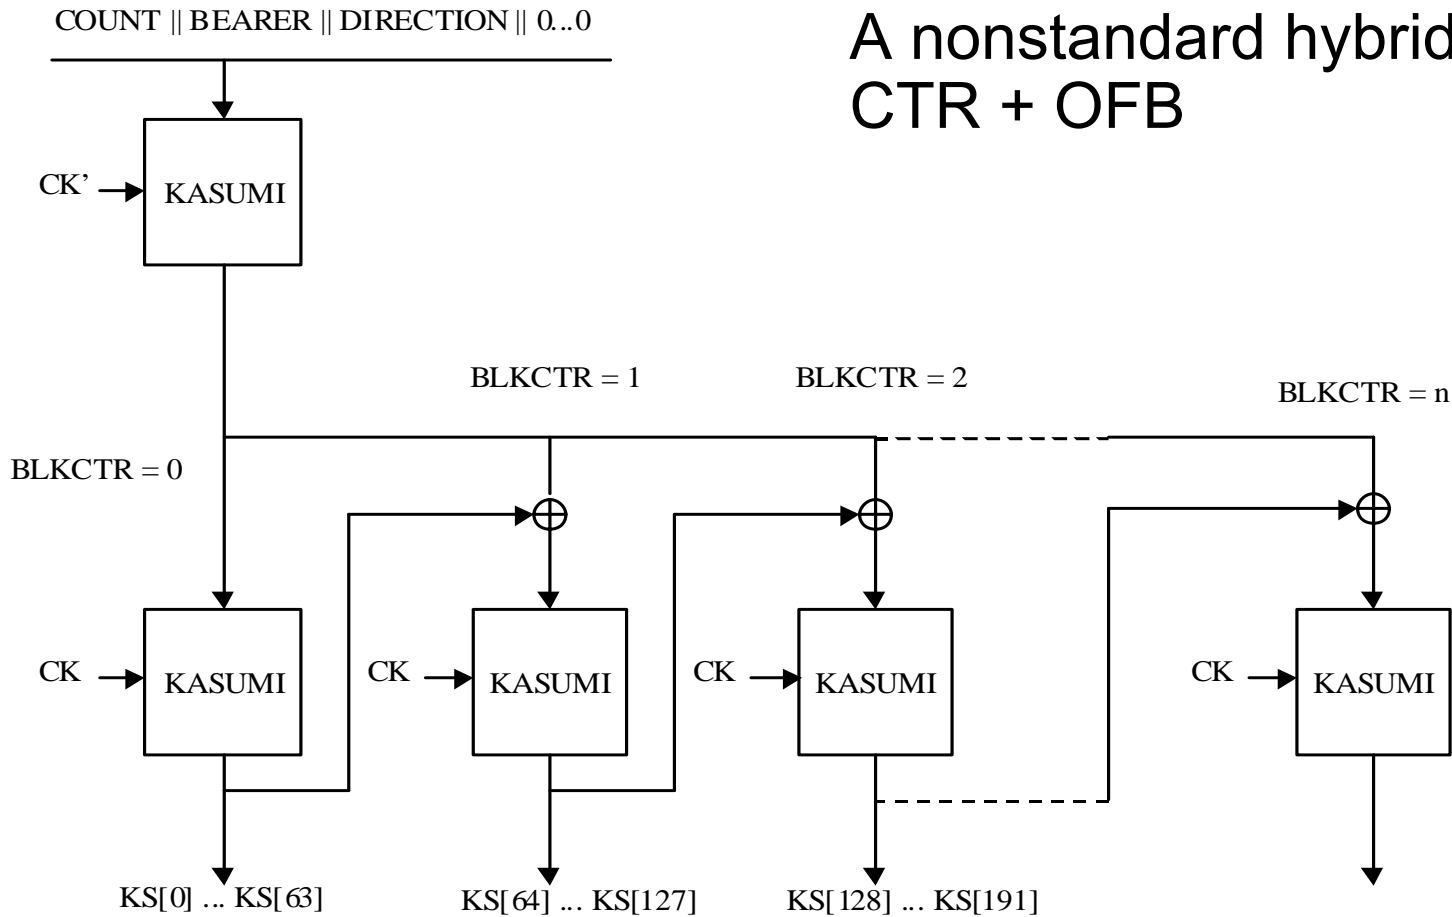 COUNT || BEARER || DIRECTION || 0...0
A nonstandard hybrid
CTR + OFB
CK’
KASUMI
BLKCTR = 1
BLKCTR = 2
BLKCTR = n
BLKCTR = 0
CK
KASUMI
CK
KASUMI
CK
KASUMI
CK
KASUMI
KS[0] ... KS[63]
KS[64] ... KS[127]
KS[128] ... KS[191]